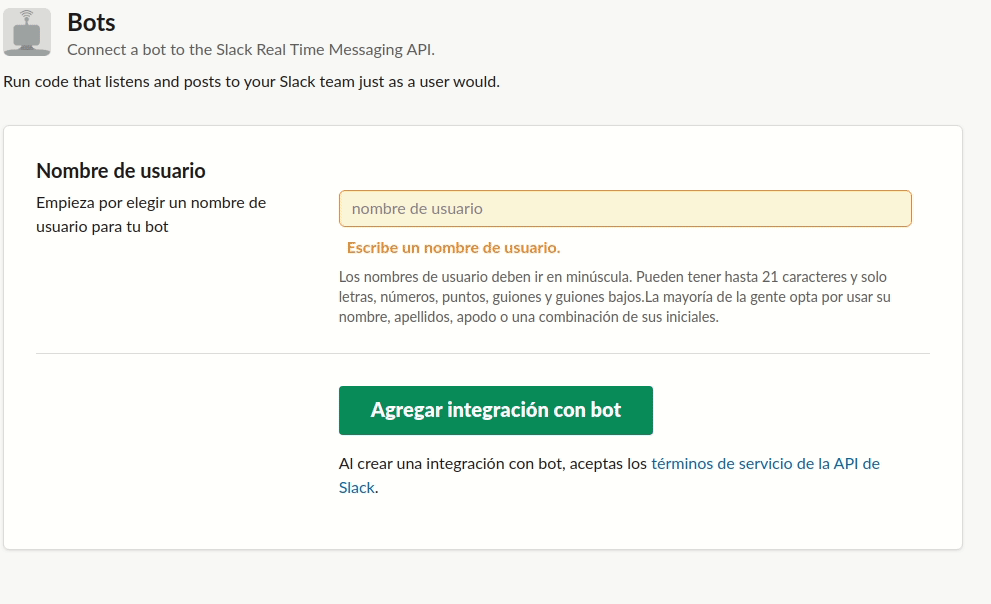 Bots
Connect a bot to the Slack Real Time Messaging API.
Run code that listens and posts to your Slack team just as a user would.
Nombre de usuario
Empieza por elegir un nombre de
usuario para tu bot
nombre de usuario
Escribe un nombre de usuario.
Los nombres de usuario deben ir en minúscula. Pueden tener hasta 21 caracteres y solo
letras, números, puntos, guiones y guiones bajos.La mayoría de la gente opta por usar su
nombre, apellidos, apodo o una combinación de sus iniciales.
Agregar integración con bot
Al crear una integración con bot, aceptas los términos de servicio de la API de
Slack.